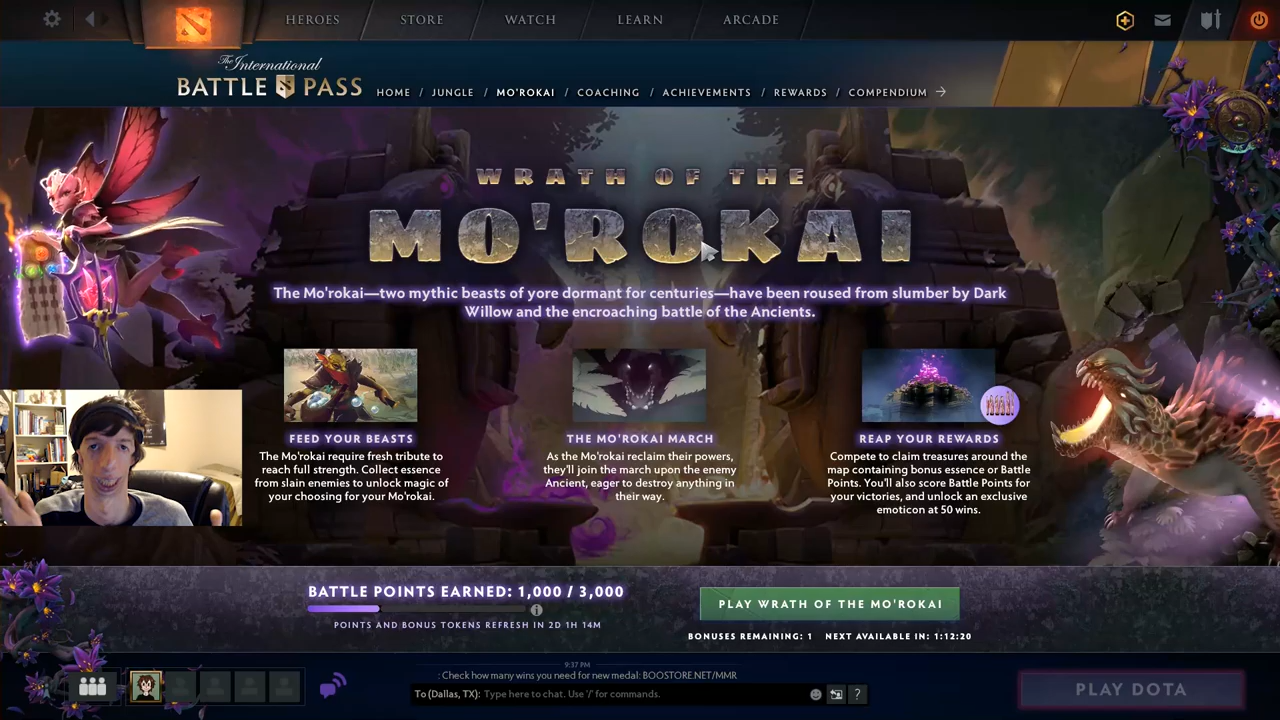 HEROES
STORE
WATCH
LEARN
ARCADE
The International
BATTLE PASS
HOME / JUNGLE / MO'ROKAI / COACHING / ACHIEVEMENTS / REWARDS / COMPENDIUM
WRATH OF THE
MO'ROKAI
The Mo'rokai—two mythic beasts of yore dormant for centuries—have been roused from slumber by Dark
Willow and the encroaching battle of the Ancients.
FEED YOUR BEASTS
The Mo'rokai require fresh tribute to
reach full strength. Collect essence
from slain enemies to unlock magic of
your choosing for your Mo'rokai.
THE MO'ROKAI MARCH
As the Mo'rokai reclaim their powers,
they'll join the march upon the enemy
Ancient, eager to destroy anything in
their way.
REAP YOUR REWARDS
Compete to claim treasures around the
map containing bonus essence or Battle
Points. You'll also score Battle Points for
your victories, and unlock an exclusive
emoticon at 50 wins.
BATTLE POINTS EARNED: 1,000 / 3,000
POINTS AND BONUS TOKENS REFRESH IN 2D 1H 14M
PLAY WRATH OF THE MO'ROKAI
BONUSES REMAINING: 1 NEXT AVAILABLE IN: 1:12:20
9:37 PM
: Check how many wins you need for new medal: BOOSTORE.NET/MMR
To (Dallas, TX): Type here to chat. Use '/' for commands.
?
PLAY DOTA